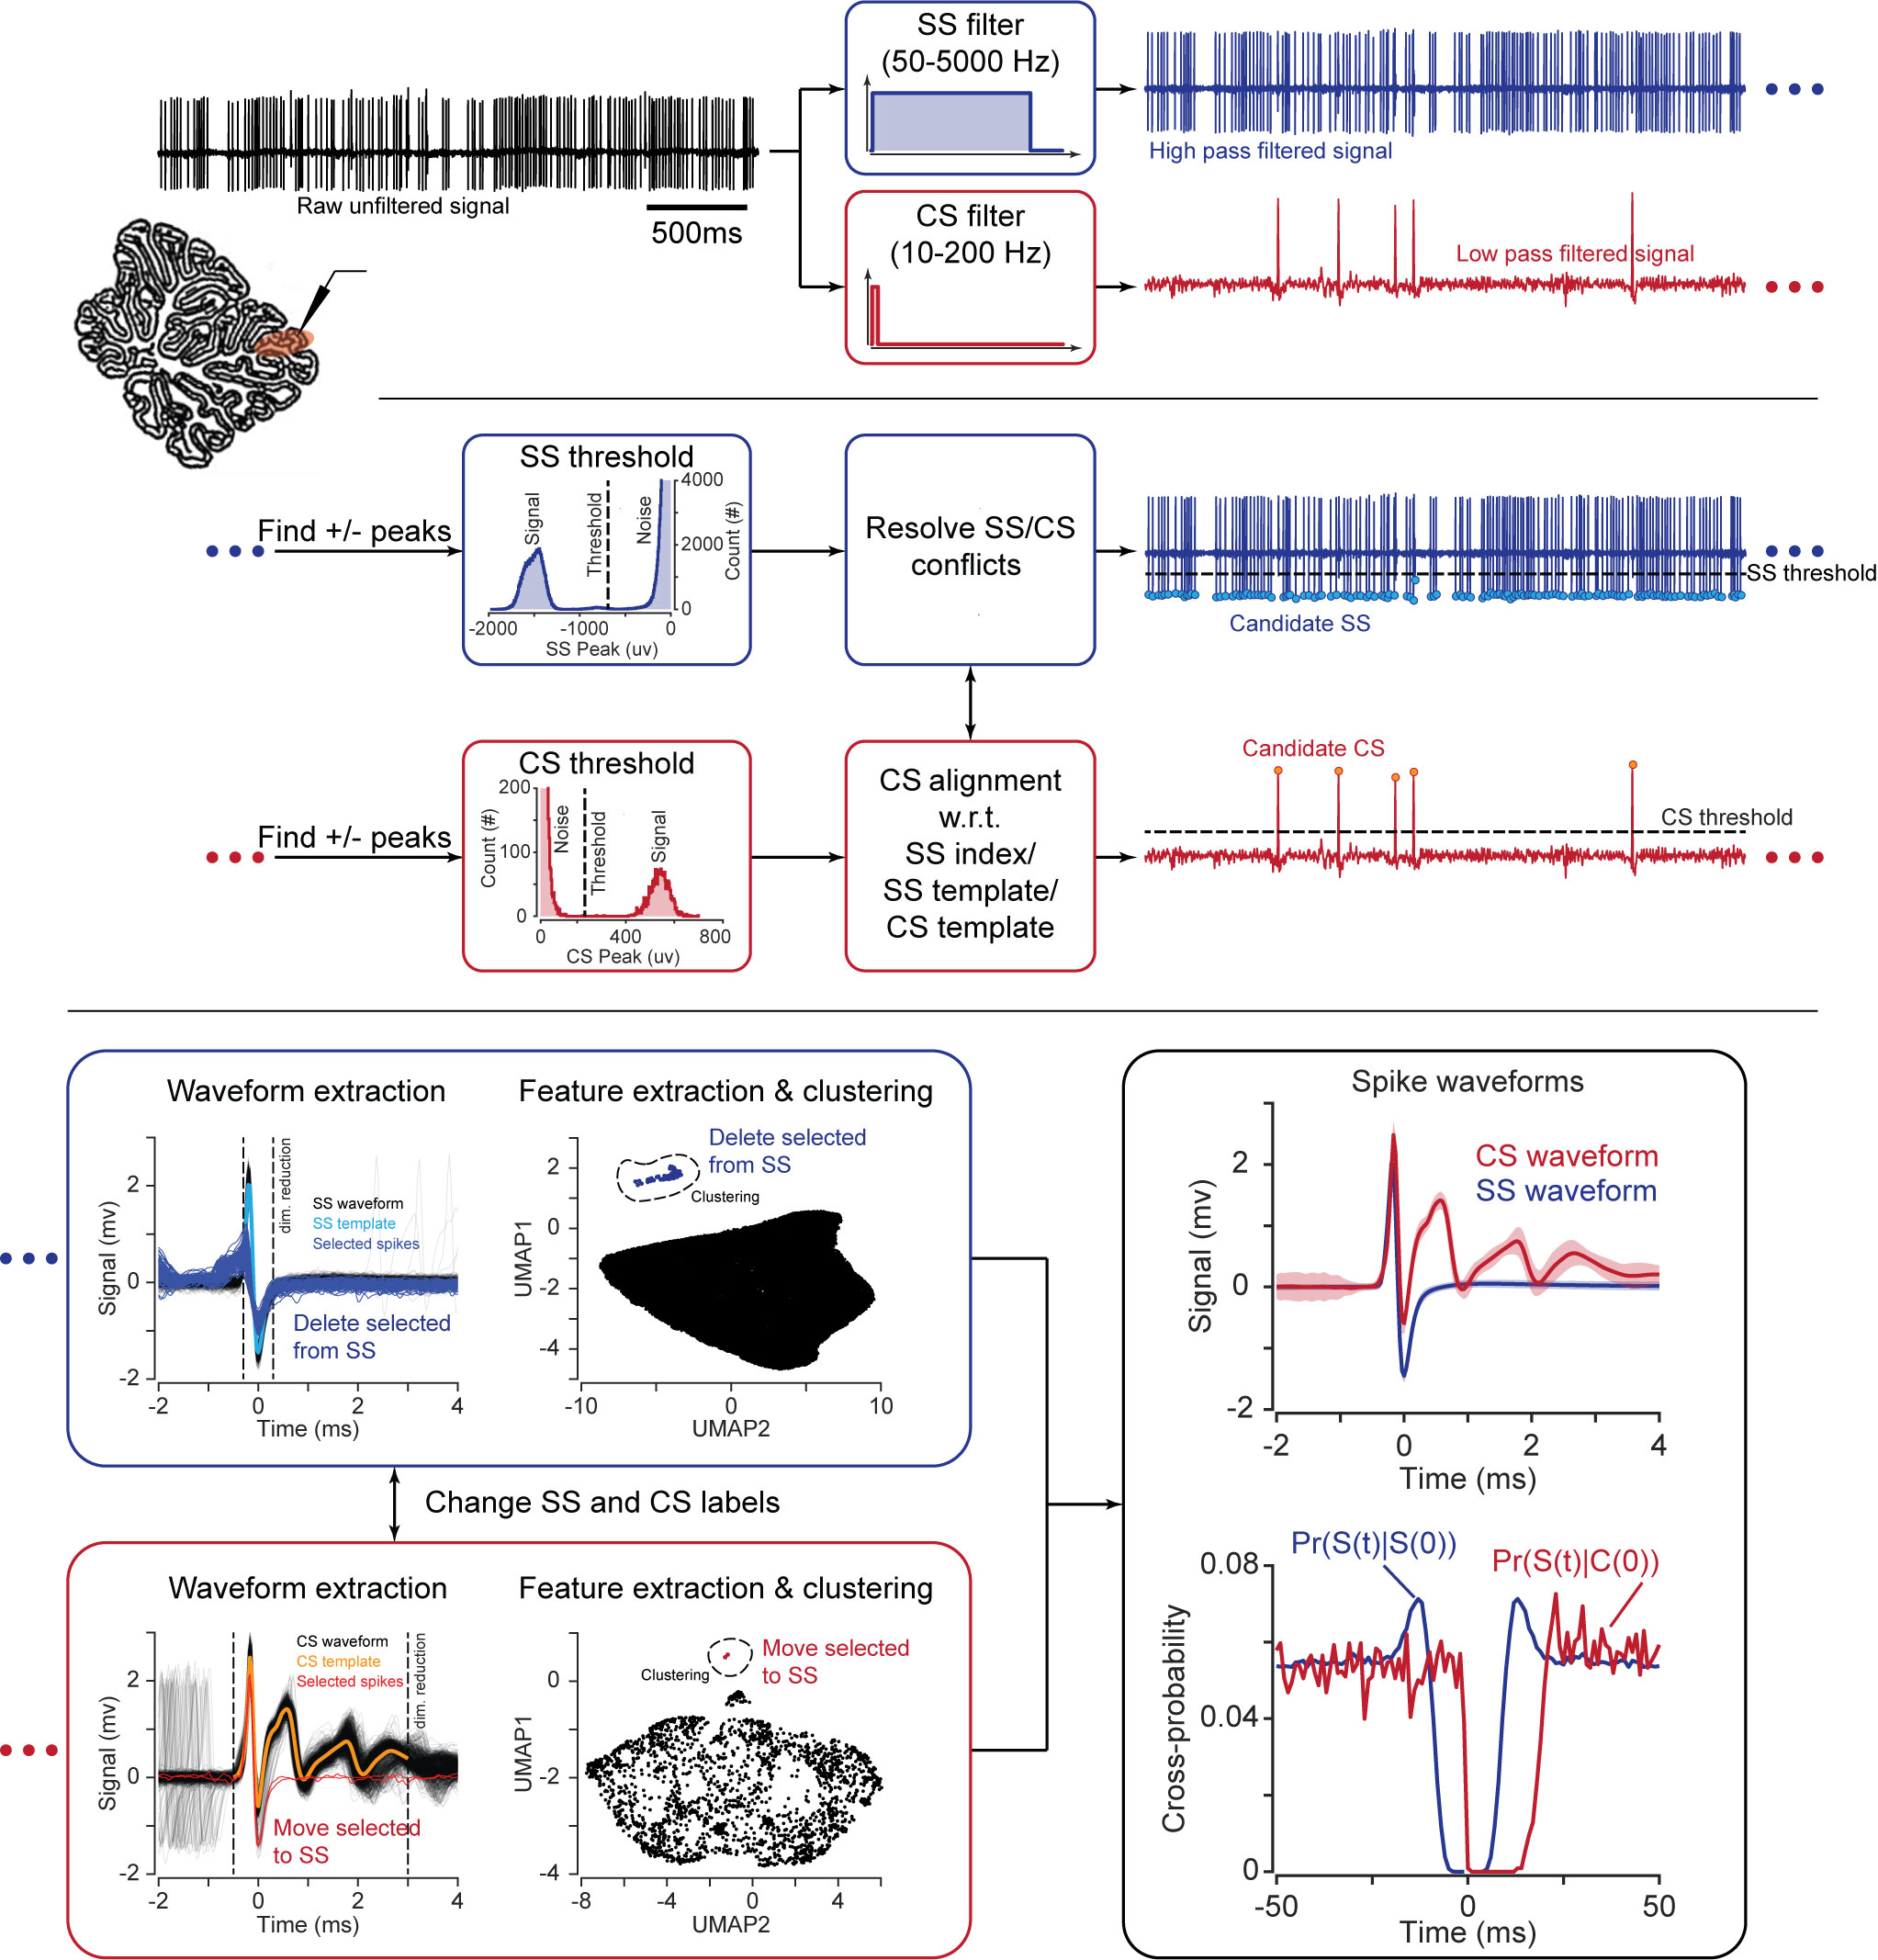 SS filter
(50-5000 Hz)
High pass filtered signal
Raw unfiltered signal
500ms
CS filter
(10-200 Hz)
Low pass filtered signal
SS threshold
Signal
Threshold
Noise
4000
2000
0
Count (#)
-2000
-1000
0
SS Peak (uv)
Find +/- peaks
Resolve SS/CS
conflicts
SS threshold
Candidate SS
CS threshold
200
100
0
Count (#)
Noise
Threshold
Signal
0
400
800
CS Peak (uv)
Find +/- peaks
CS alignment
w.r.t.
SS index/
SS template/
CS template
Candidate CS
CS threshold
Waveform extraction
2
0
-2
Signal (mv)
dim. reduction
SS waveform
SS template
Selected spikes
Delete selected
from SS
-2
0
2
4
Time (ms)
Feature extraction & clustering
Delete selected
from SS
Clustering
2
0
-2
-4
UMAP1
-10
0
10
UMAP2
Change SS and CS labels
Waveform extraction
2
0
-2
Signal (mv)
CS waveform
CS template
Selected spikes
dim. reduction
Move selected
to SS
-2
0
2
4
Time (ms)
Feature extraction & clustering
Move selected
to SS
Clustering
0
-2
-4
UMAP1
-8
-4
0
4
UMAP2
Spike waveforms
CS waveform
SS waveform
2
0
-2
Signal (mv)
-2
0
2
4
Time (ms)
Pr(S(t)|S(0))
Pr(S(t)|C(0))
0.08
0.04
0
Cross-probability
-50
0
50
Time (ms)